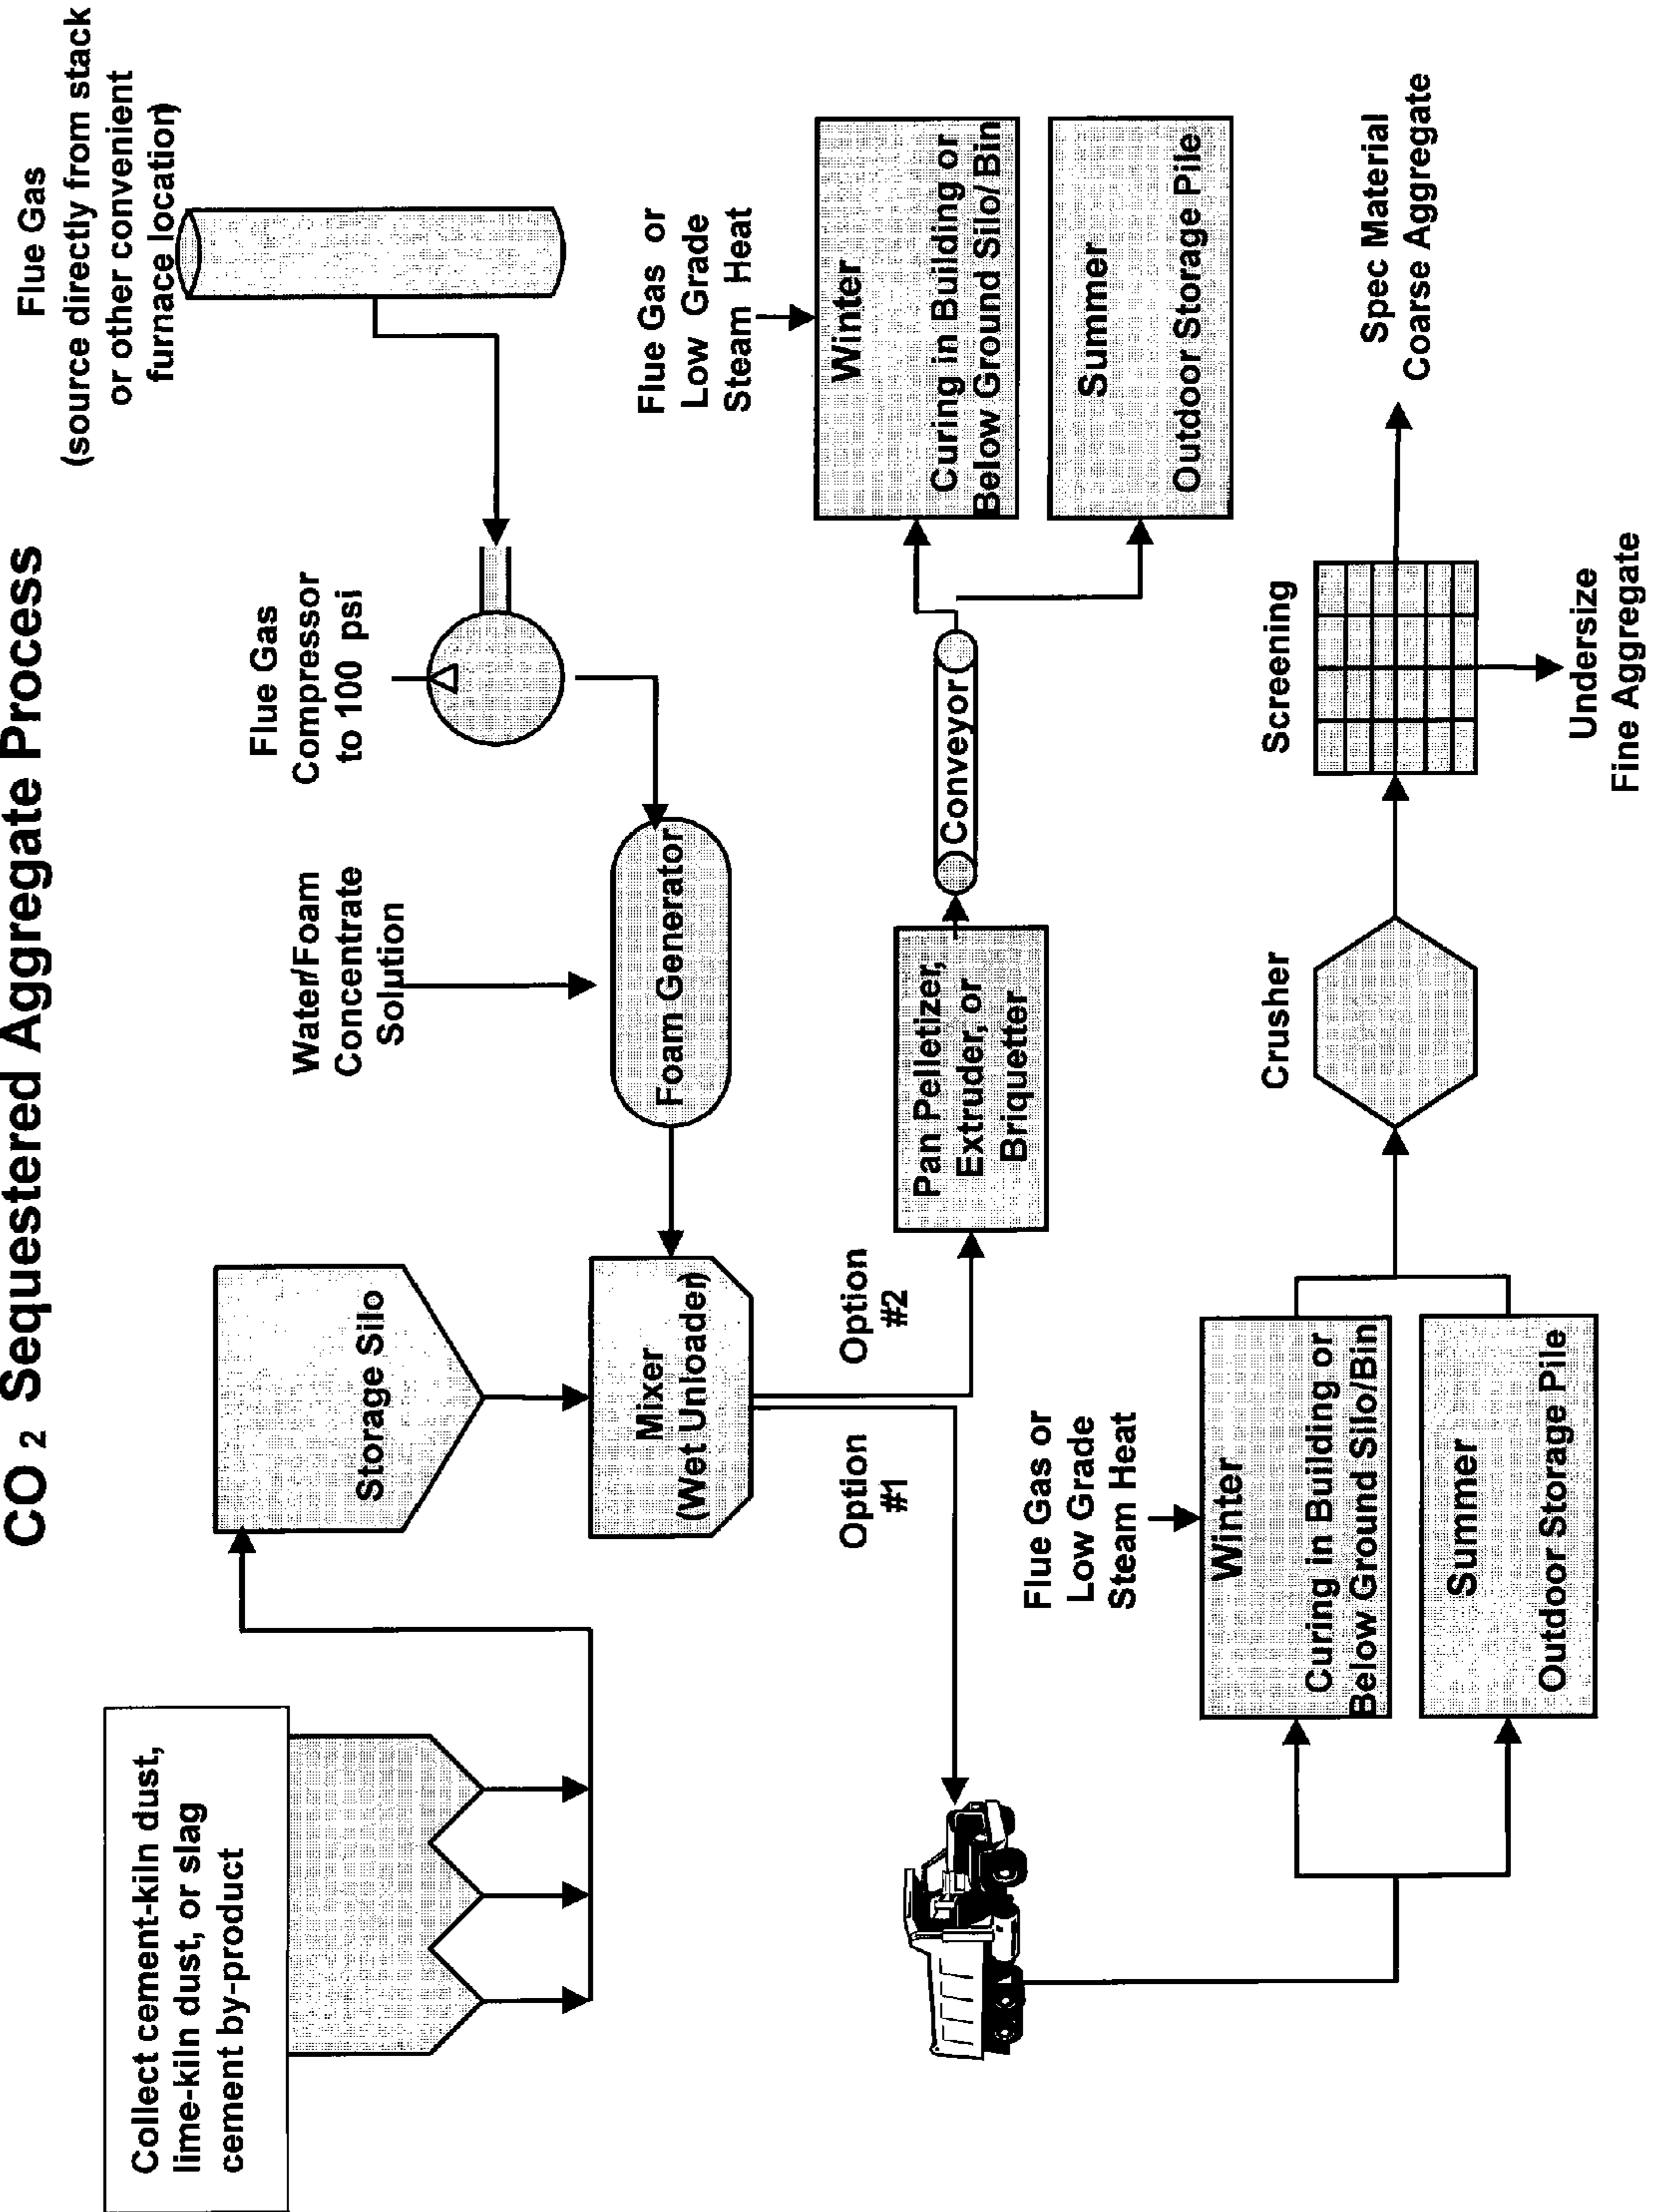 CO 2 Sequestered Aggregate Process
Collect cement-kiln dust,
lime-kiln dust, or slag
cement by-product
Storage Silo
Mixer
(Wet Unloader)
Water/Foam
Concentrate
Solution
Foam Generator
Flue Gas
Compressor
to 100 psi
Flue Gas
(source directly from stack
or other convenient
furnace location)
Option
#1
Option
#2
Pan Pelletizer,
Extruder, or
Briquetter
Conveyor
Flue Gas or
Low Grade
Steam Heat
Winter
Curing in Building or
Below Ground Silo/ Bin
Summer
Outdoor Storage Pile
Flue Gas or
Low Grade
Steam Heat
Winter
Curing in Building or
Below Ground Silo/Bin
Summer
Outdoor Storage Pile
Crusher
Screening
Spec Material
Coarse Aggregate
Undersize
Fine Aggregate